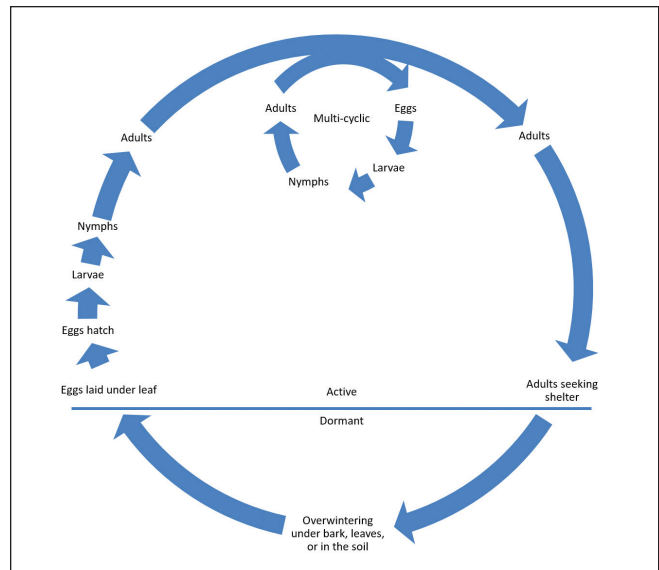 Adults
Eggs
Multi-cyclic
Larvae
Nymphs
Adults
Adults
Nymphs
Larvae
Eggs hatch
Eggs laid under leaf
Active
Adults seeking
shelter
Dormant
Overwintering
under bark, leaves,
or in the soil